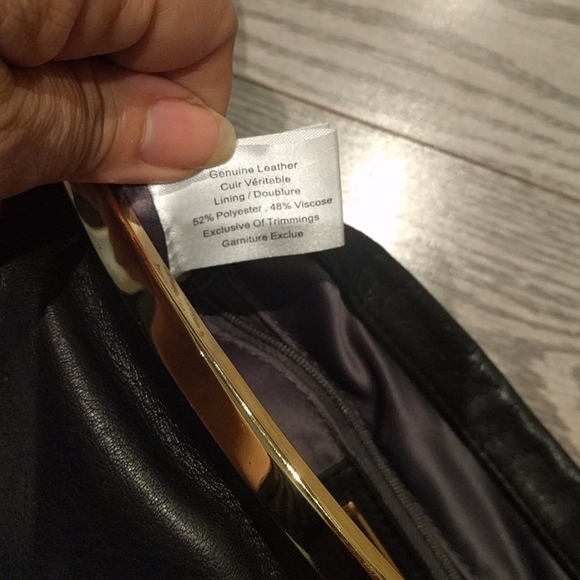 Genuine Leather
Cuir Véritable
Lining / Doublure
52% Polyester , 48% Viscose
Exclusive Of Trimmings
Garniture Exclue